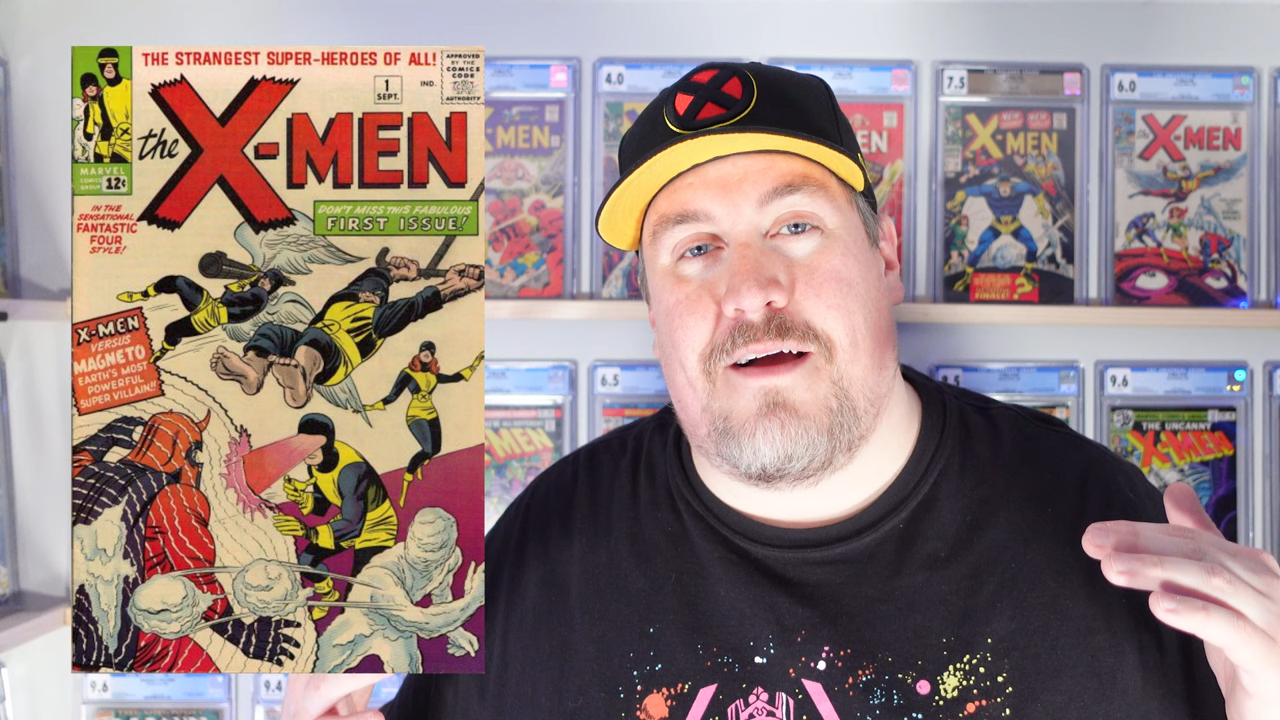 THE STRANGEST SUPER-HEROES OF ALL!
APPROVED
BY THE
COMICS
CODE
AUTHORITY
1
SEPT.
IND.
the X-MEN
MARVEL
COMICS
GROUP
12¢
IN THE
SENSATIONAL
FANTASTIC
FOUR
STYLE!
DON'T MISS THIS FABULOUS
FIRST ISSUE!
X-MEN
VERSUS
MAGNETO
EARTH'S MOST
POWERFUL
SUPER VILLAIN!!
4.0
7.5
6.0
X-MEN
X-MEN
6.5
9.6
THE UNCANNY
X-MEN
9.6
9.4